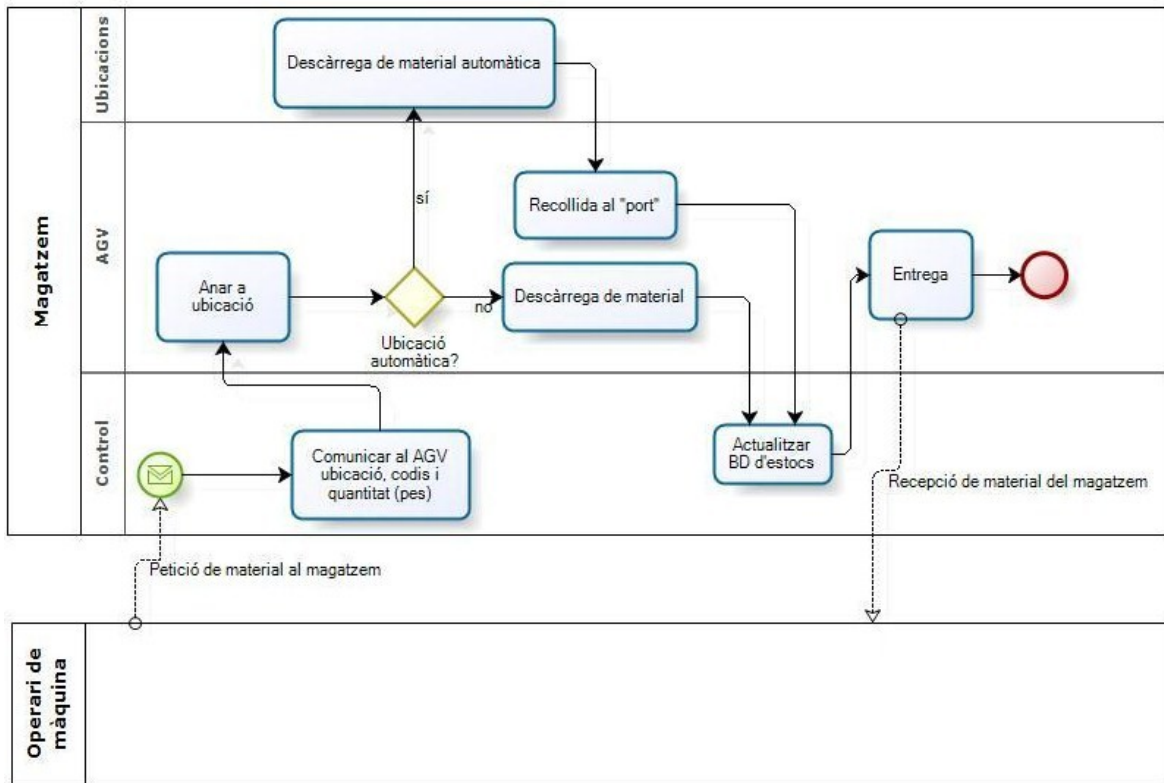 Magatzem
Ubicacions
Descàrrega de material automàtica
AGV
sí
Recollida al "port"
Anar a
ubicació
no
Descàrrega de material
Entrega
Ubicació
automàtica?
Control
Comunicar al AGV
ubicació, codis i
quantitat (pes)
Actualitzar
BD d'estocs
Recepció de material del magatzem
Petició de material al magatzem
Operari de
màquina